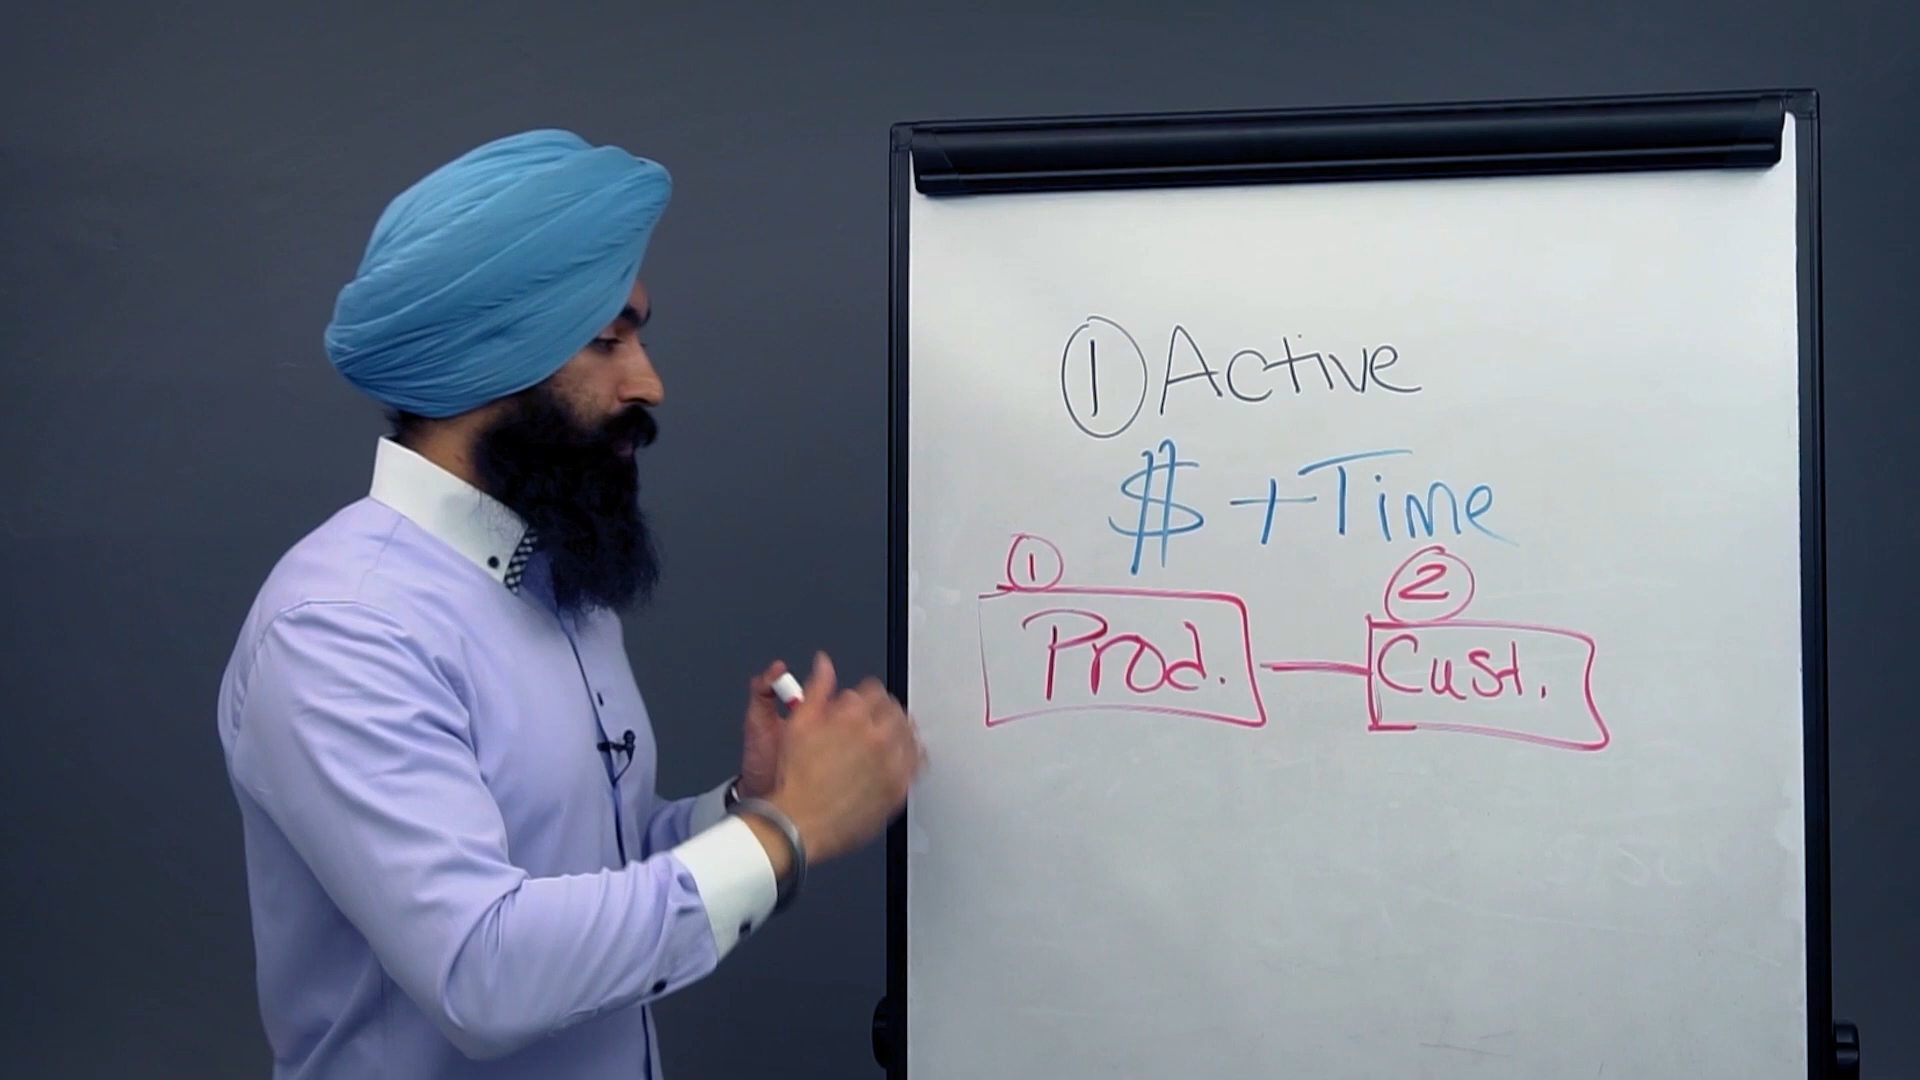 ① Active
$ + Time
① ②
Prod. — Cust.